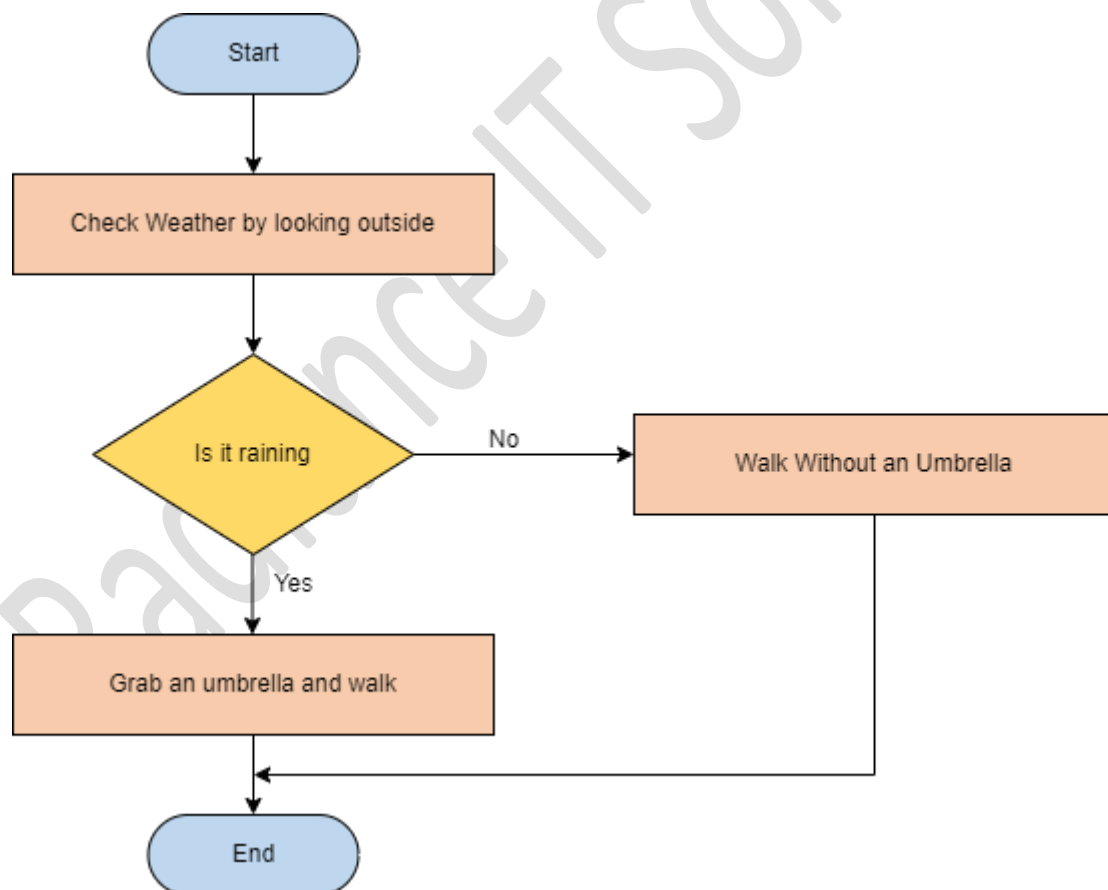 Start
Check Weather by looking outside
Is it raining
No
Walk Without an Umbrella
Yes
Grab an umbrella and walk
End
IT